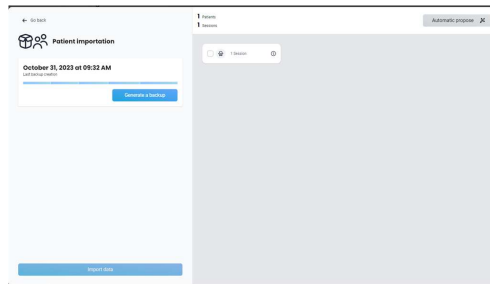 ← Go back
Patient importation
October 31, 2023 at 09:32 AM
Last backup creation
Generate a backup
Import data
1 Patients
1 Sessions
Automatic propose
1 Session